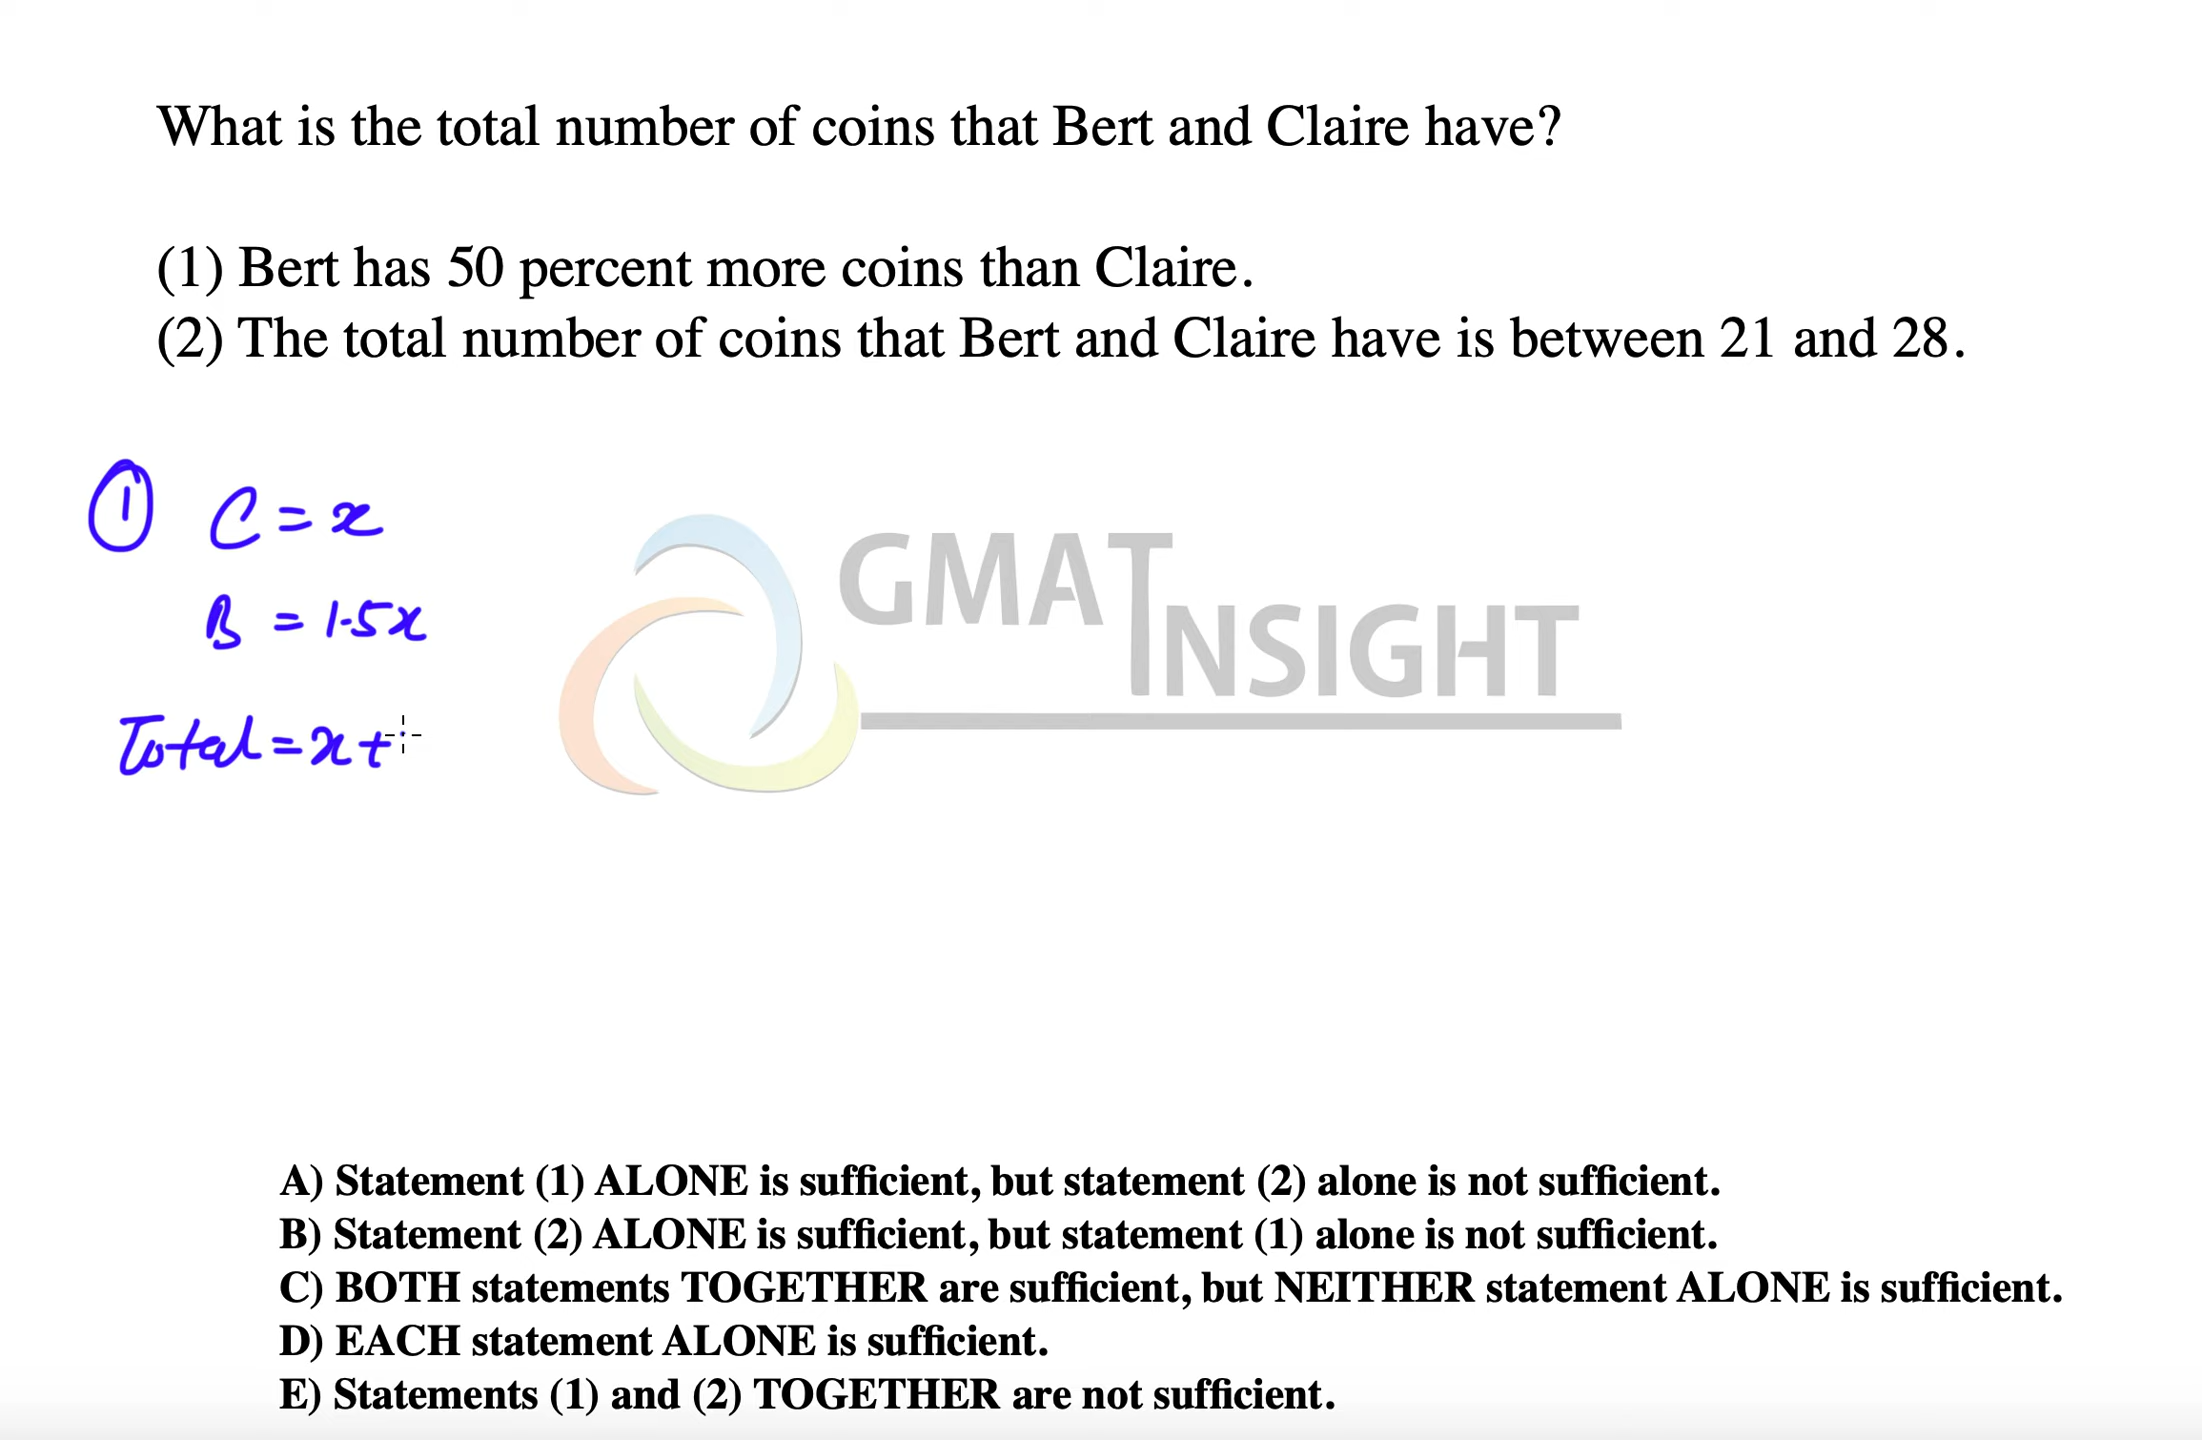 What is the total number of coins that Bert and Claire have?
(1) Bert has 50 percent more coins than Claire.
(2) The total number of coins that Bert and Claire have is between 21 and 28.
① C = x
B = 1.5x
Total = x +
GMAT INSIGHT
A) Statement (1) ALONE is sufficient, but statement (2) alone is not sufficient.
B) Statement (2) ALONE is sufficient, but statement (1) alone is not sufficient.
C) BOTH statements TOGETHER are sufficient, but NEITHER statement ALONE is sufficient.
D) EACH statement ALONE is sufficient.
E) Statements (1) and (2) TOGETHER are not sufficient.